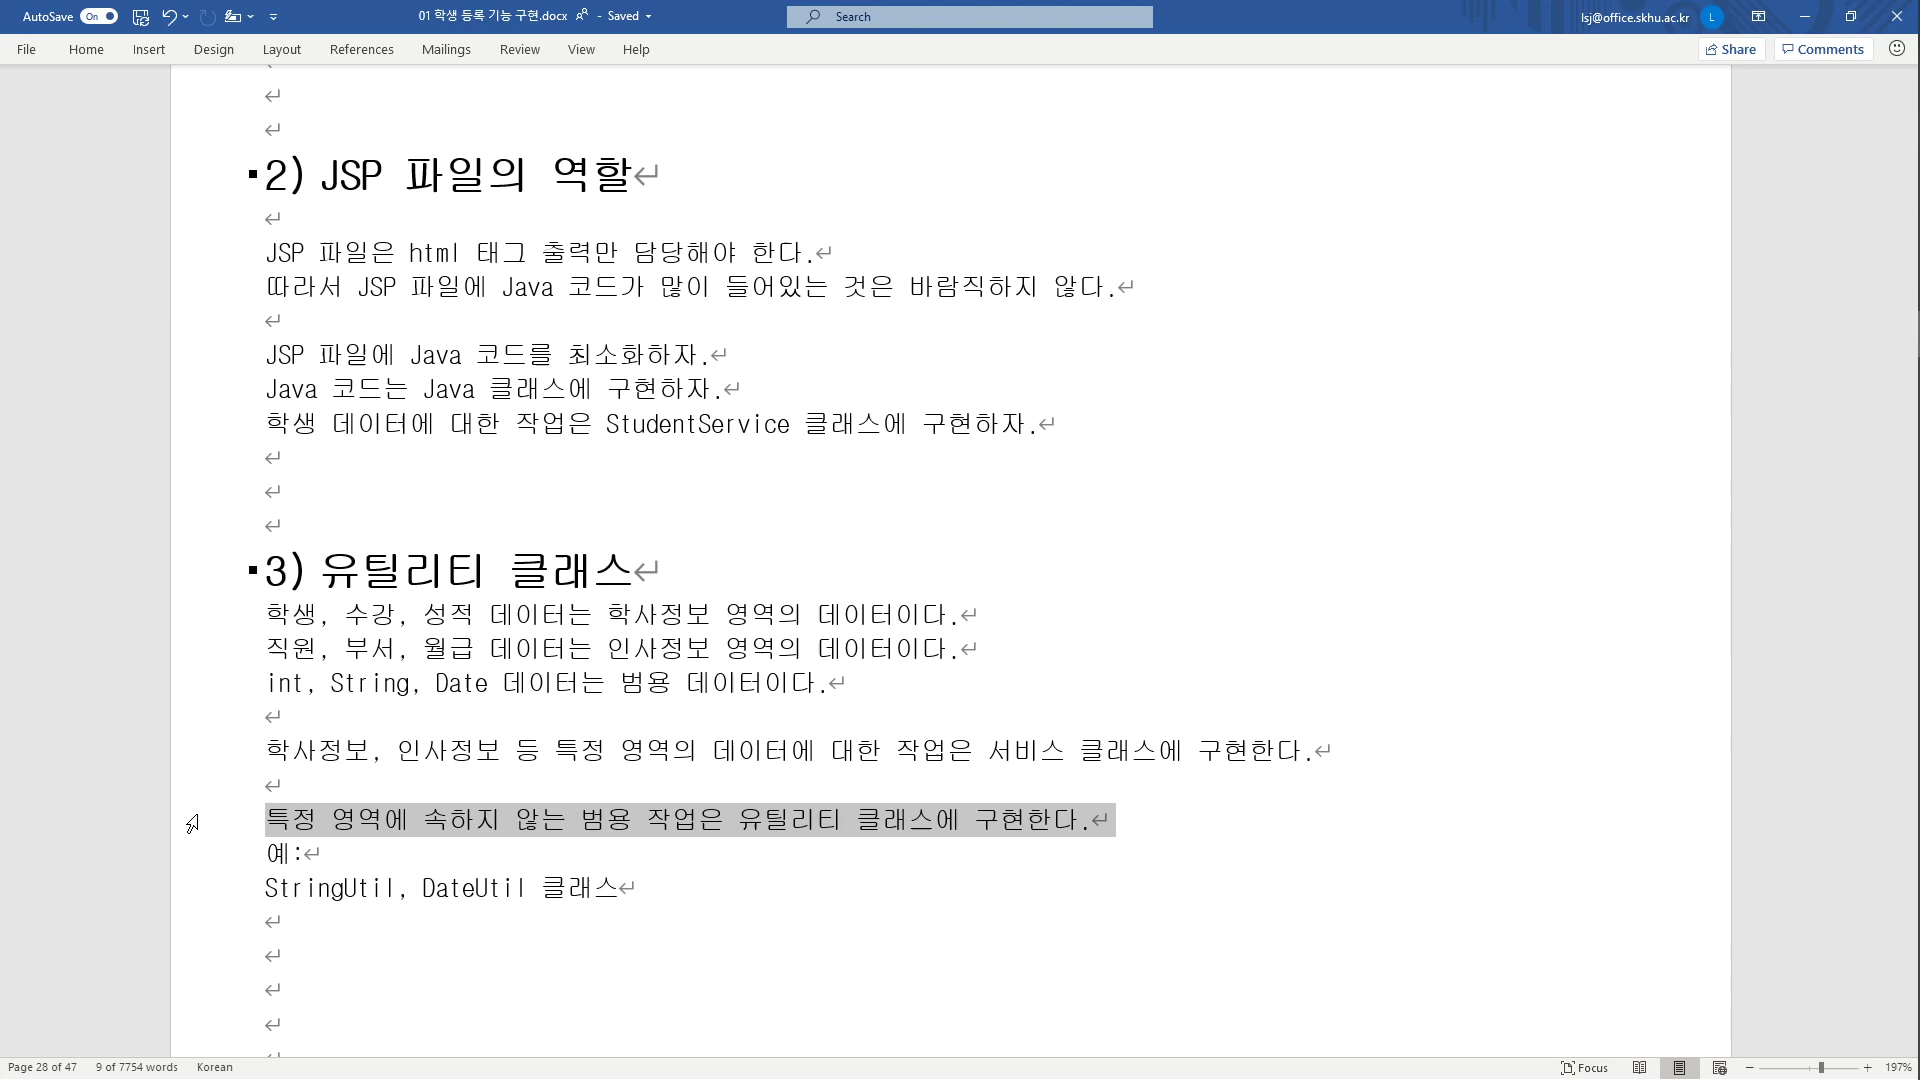 AutoSave On 01 학생 등록 기능 구현.docx - Saved Search lsj@office.skhu.ac.kr L
File Home Insert Design Layout References Mailings Review View Help Share Comments
2) JSP 파일의 역할
JSP 파일은 html 태그 출력만 담당해야 한다.
따라서 JSP 파일에 Java 코드가 많이 들어있는 것은 바람직하지 않다.
JSP 파일에 Java 코드를 최소화하자.
Java 코드는 Java 클래스에 구현하자.
학생 데이터에 대한 작업은 StudentService 클래스에 구현하자.
3) 유틸리티 클래스
학생, 수강, 성적 데이터는 학사정보 영역의 데이터이다.
직원, 부서, 월급 데이터는 인사정보 영역의 데이터이다.
int, String, Date 데이터는 범용 데이터이다.
학사정보, 인사정보 등 특정 영역의 데이터에 대한 작업은 서비스 클래스에 구현한다.
특정 영역에 속하지 않는 범용 작업은 유틸리티 클래스에 구현한다.
예:
StringUtil, DateUtil 클래스
Page 28 of 47 9 of 7754 words Korean Focus 197%